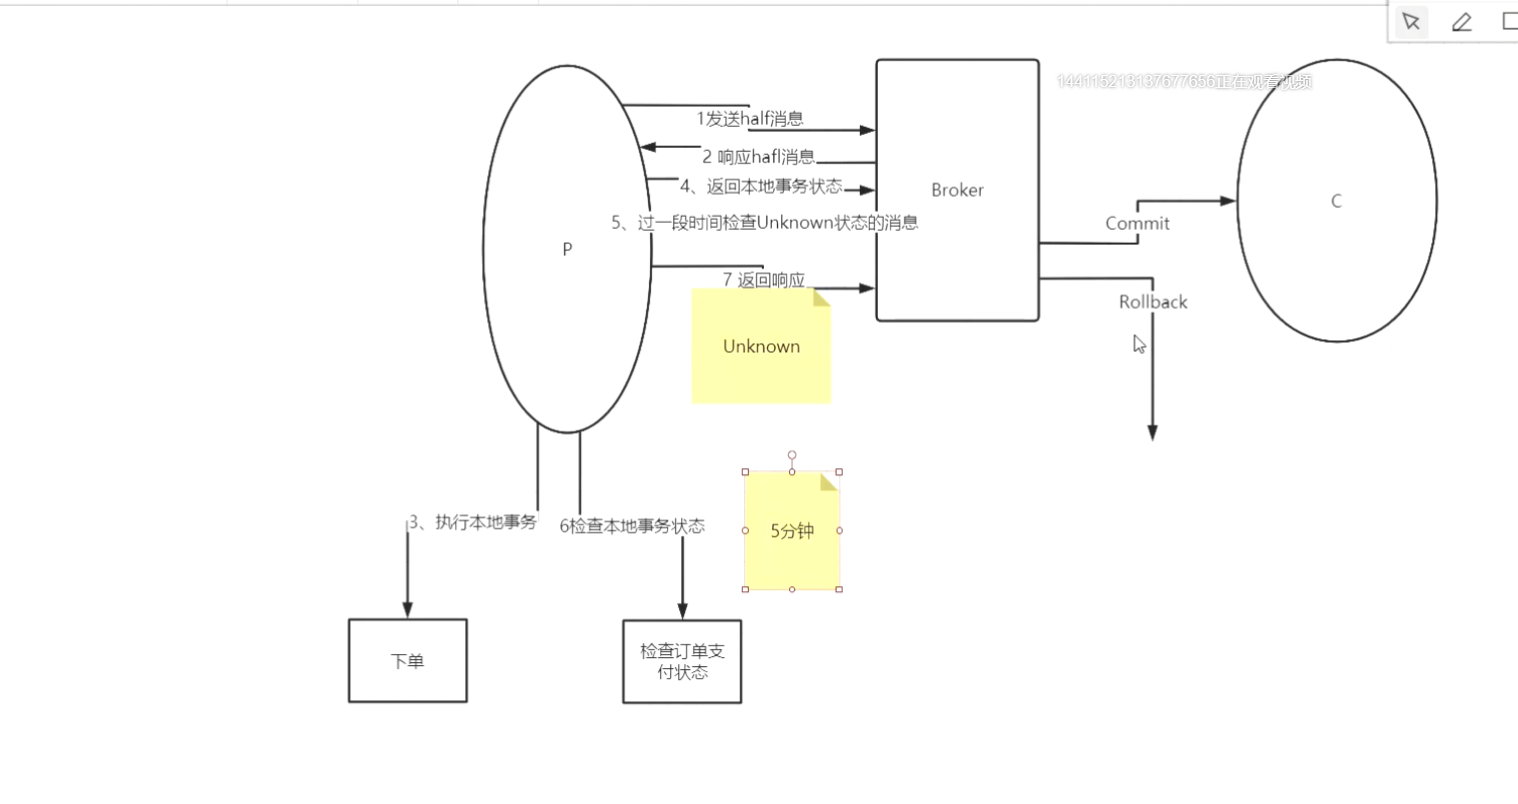 144115213137677656正在观看视频
1发送half消息
2 响应hafl消息
4、返回本地事务状态
Broker
C
Commit
5、过一段时间检查Unknown状态的消息
P
7 返回响应
Rollback
Unknown
3、执行本地事务
6检查本地事务状态
5分钟
下单
检查订单支
付状态